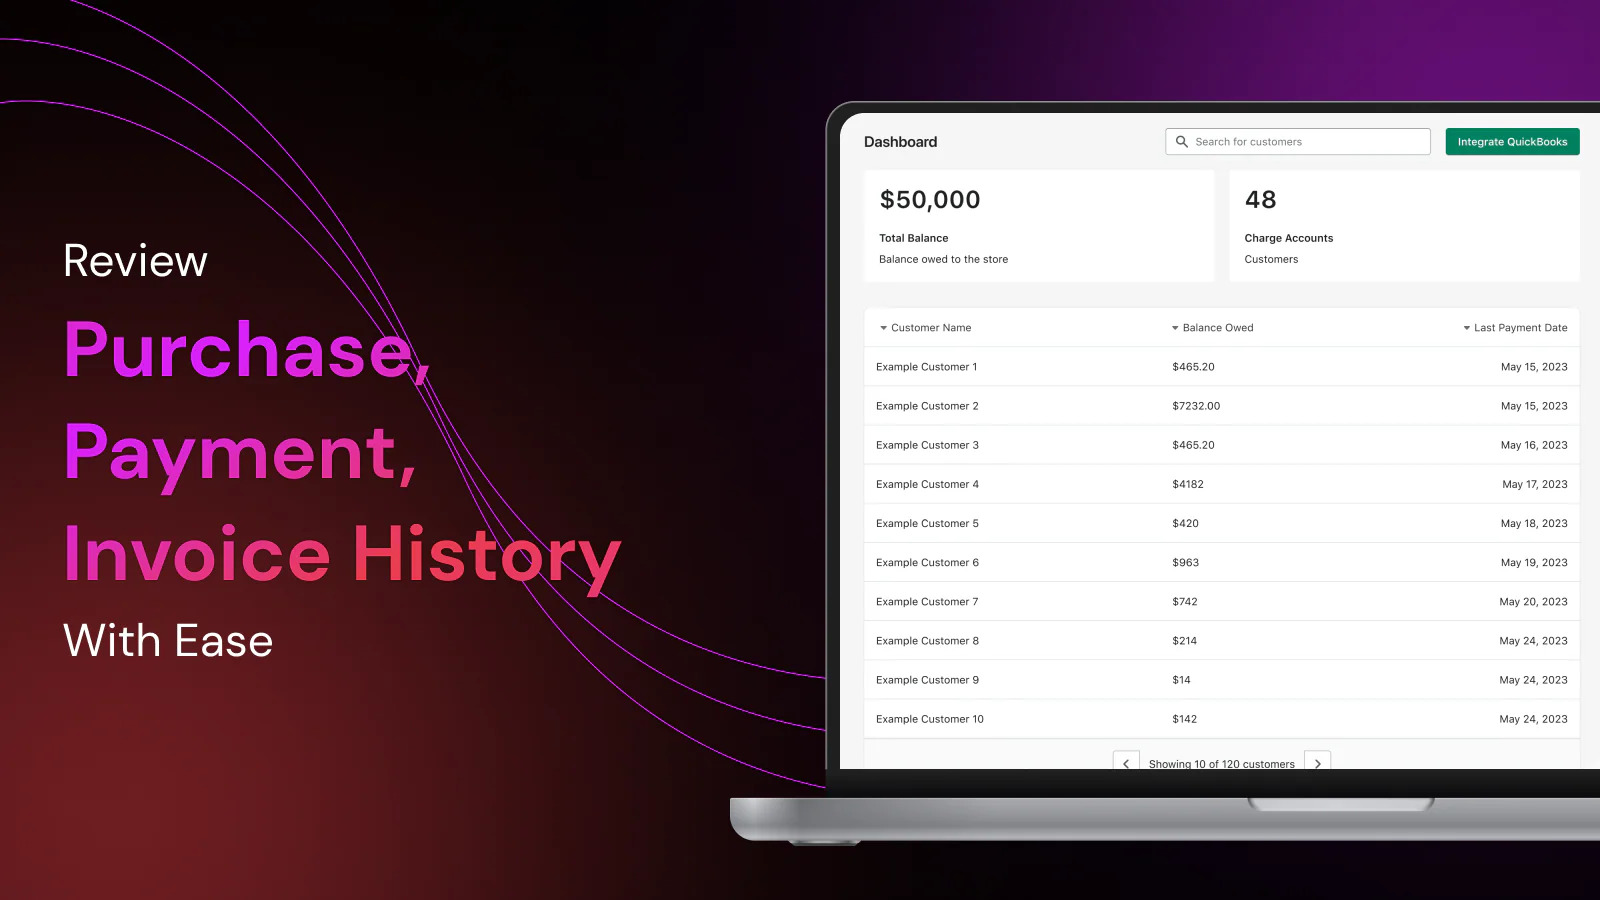 Review
Purchase,
Payment,
Invoice History
With Ease
Dashboard
Search for customers
Integrate QuickBooks
$50,000
Total Balance
Balance owed to the store
48
Charge Accounts
Customers
Customer Name Balance Owed Last Payment Date
Example Customer 1 $465.20 May 15, 2023
Example Customer 2 $7232.00 May 15, 2023
Example Customer 3 $465.20 May 16, 2023
Example Customer 4 $4182 May 17, 2023
Example Customer 5 $420 May 18, 2023
Example Customer 6 $963 May 19, 2023
Example Customer 7 $742 May 20, 2023
Example Customer 8 $214 May 24, 2023
Example Customer 9 $14 May 24, 2023
Example Customer 10 $142 May 24, 2023
Showing 10 of 120 customers